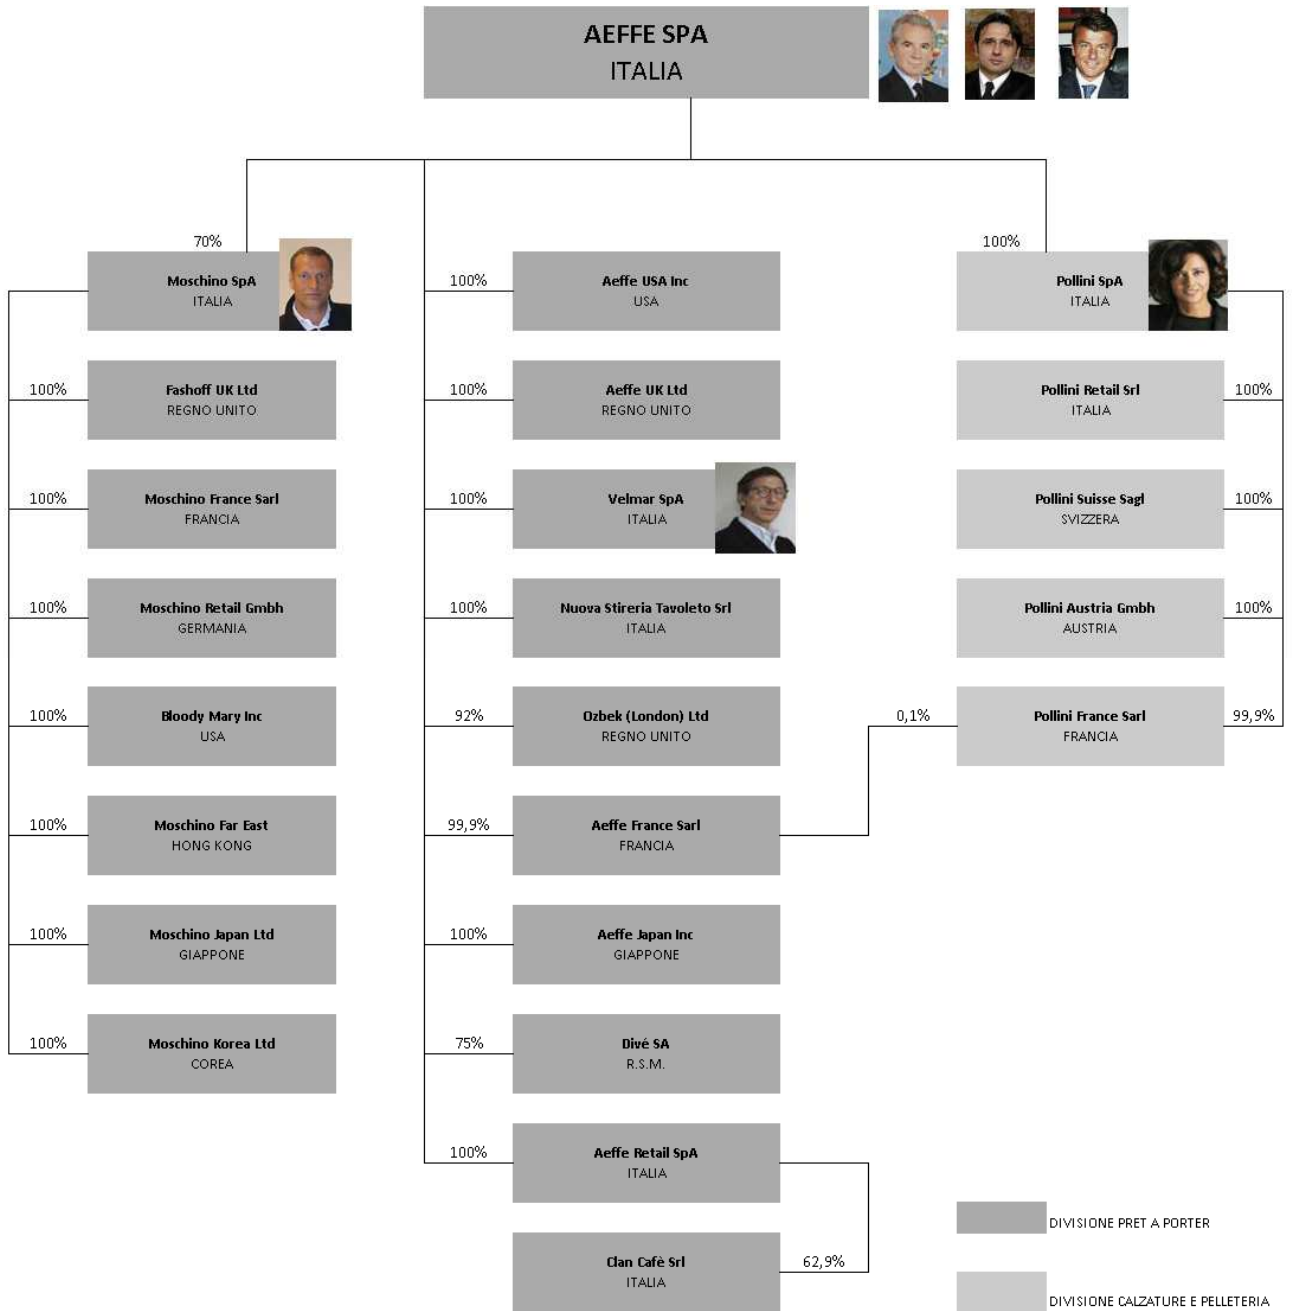 AEFFE SPA
ITALIA
70%
Moschino SpA
ITALIA
100%
Fashoff UK Ltd
REGNO UNITO
100%
Moschino France Sarl
FRANCIA
100%
Moschino Retail Gmbh
GERMANIA
100%
Bloody Mary Inc
USA
100%
Moschino Far East
HONG KONG
100%
Moschino Japan Ltd
GIAPPONE
100%
Moschino Korea Ltd
COREA
100%
Aeffe USA Inc
USA
100%
Aeffe UK Ltd
REGNO UNITO
100%
Velmar SpA
ITALIA
100%
Nuova Stireria Tavoleto Srl
ITALIA
92%
Ozbek (London) Ltd
REGNO UNITO
99,9%
Aeffe France Sarl
FRANCIA
100%
Aeffe Japan Inc
GIAPPONE
75%
Divé SA
R.S.M.
100%
Aeffe Retail SpA
ITALIA
Clan Cafè Srl
ITALIA
62,9%
100%
Pollini SpA
ITALIA
Pollini Retail Srl
ITALIA
100%
Pollini Suisse Sagl
SVIZZERA
100%
Pollini Austria Gmbh
AUSTRIA
100%
0,1%
Pollini France Sarl
FRANCIA
99,9%
DIVISIONE PRET A PORTER
DIVISIONE CALZATURE E PELLETERIA